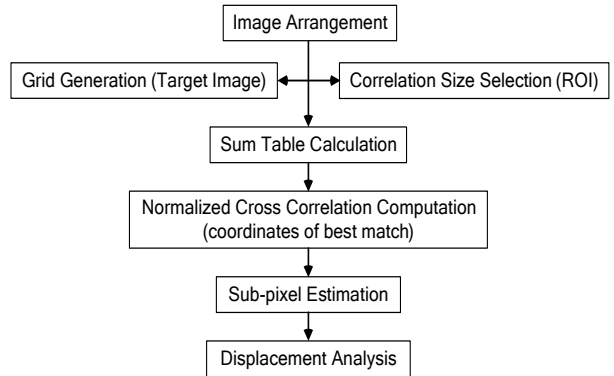 Image Arrangement
Grid Generation (Target Image)
Correlation Size Selection (ROI)
Sum Table Calculation
Normalized Cross Correlation Computation
(coordinates of best match)
Sub-pixel Estimation
Displacement Analysis